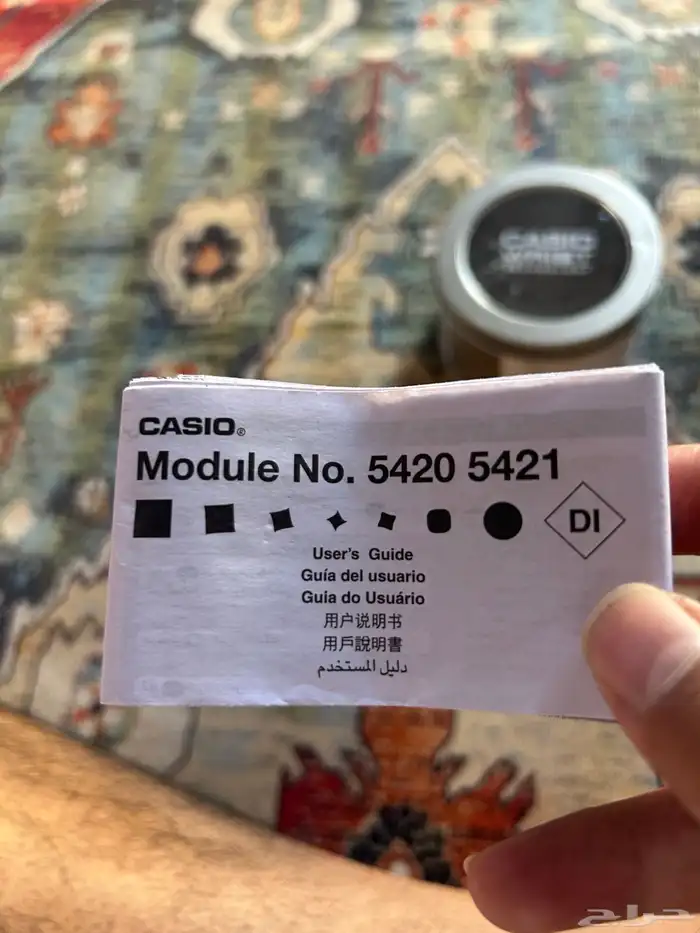 CASIO
WRIST
CASIO®
Module No. 5420 5421
DI
User's Guide
Guía del usuario
Guia do Usuário
用户说明书
用戶說明書
دليل المستخدم
حراج